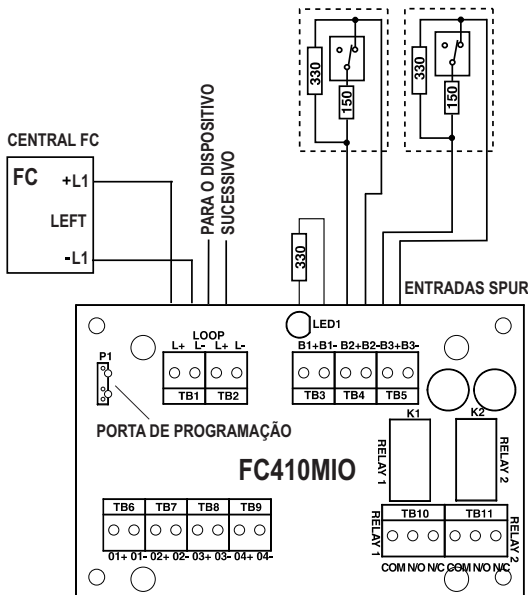 330
150
330
150
CENTRAL FC
FC +L1
LEFT
-L1
PARA O DISPOSITIVO
SUCESSIVO
330
ENTRADAS SPUR
LED1
LOOP
L+ L- L+ L-
B1+B1- B2+B2-B3+B3-
P1
TB1 TB2
TB3 TB4 TB5
PORTA DE PROGRAMAÇÃO
K1 K2
RELAY 1
RELAY 2
FC410MIO
TB6 TB7 TB8 TB9
TB10 TB11
RELAY 1
RELAY 2
01+ 01- 02+ 02- 03+ 03- 04+ 04-
COM N/O N/C COM N/O N/C